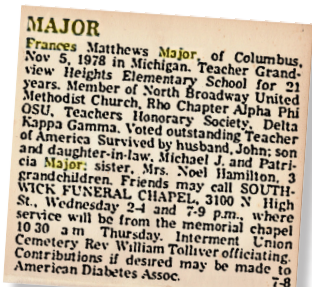 MAJOR
Frances Matthews Major, of Columbus,
Nov 5, 1978 in Michigan. Teacher Grand-
view Heights Elementary School for 21
years. Member of North Broadway United
Methodist Church, Rho Chapter Alpha Phi
OSU, Teachers Honorary Society, Delta
Kappa Gamma. Voted outstanding Teacher
of America Survived by husband, John; son
and daughter-in-law, Michael J. and Patri-
cia Major; sister, Mrs. Noel Hamilton, 3
grandchildren. Friends may call SOUTH-
WICK FUNERAL CHAPEL, 3100 N High
St., Wednesday 2-4 and 7-9 p.m., where
service will be from the memorial chapel
10 30 a m Thursday. Interment Union
Cemetery Rev William Tolliver officiating.
Contributions if desired may be made to
American Diabetes Assoc.
7-8